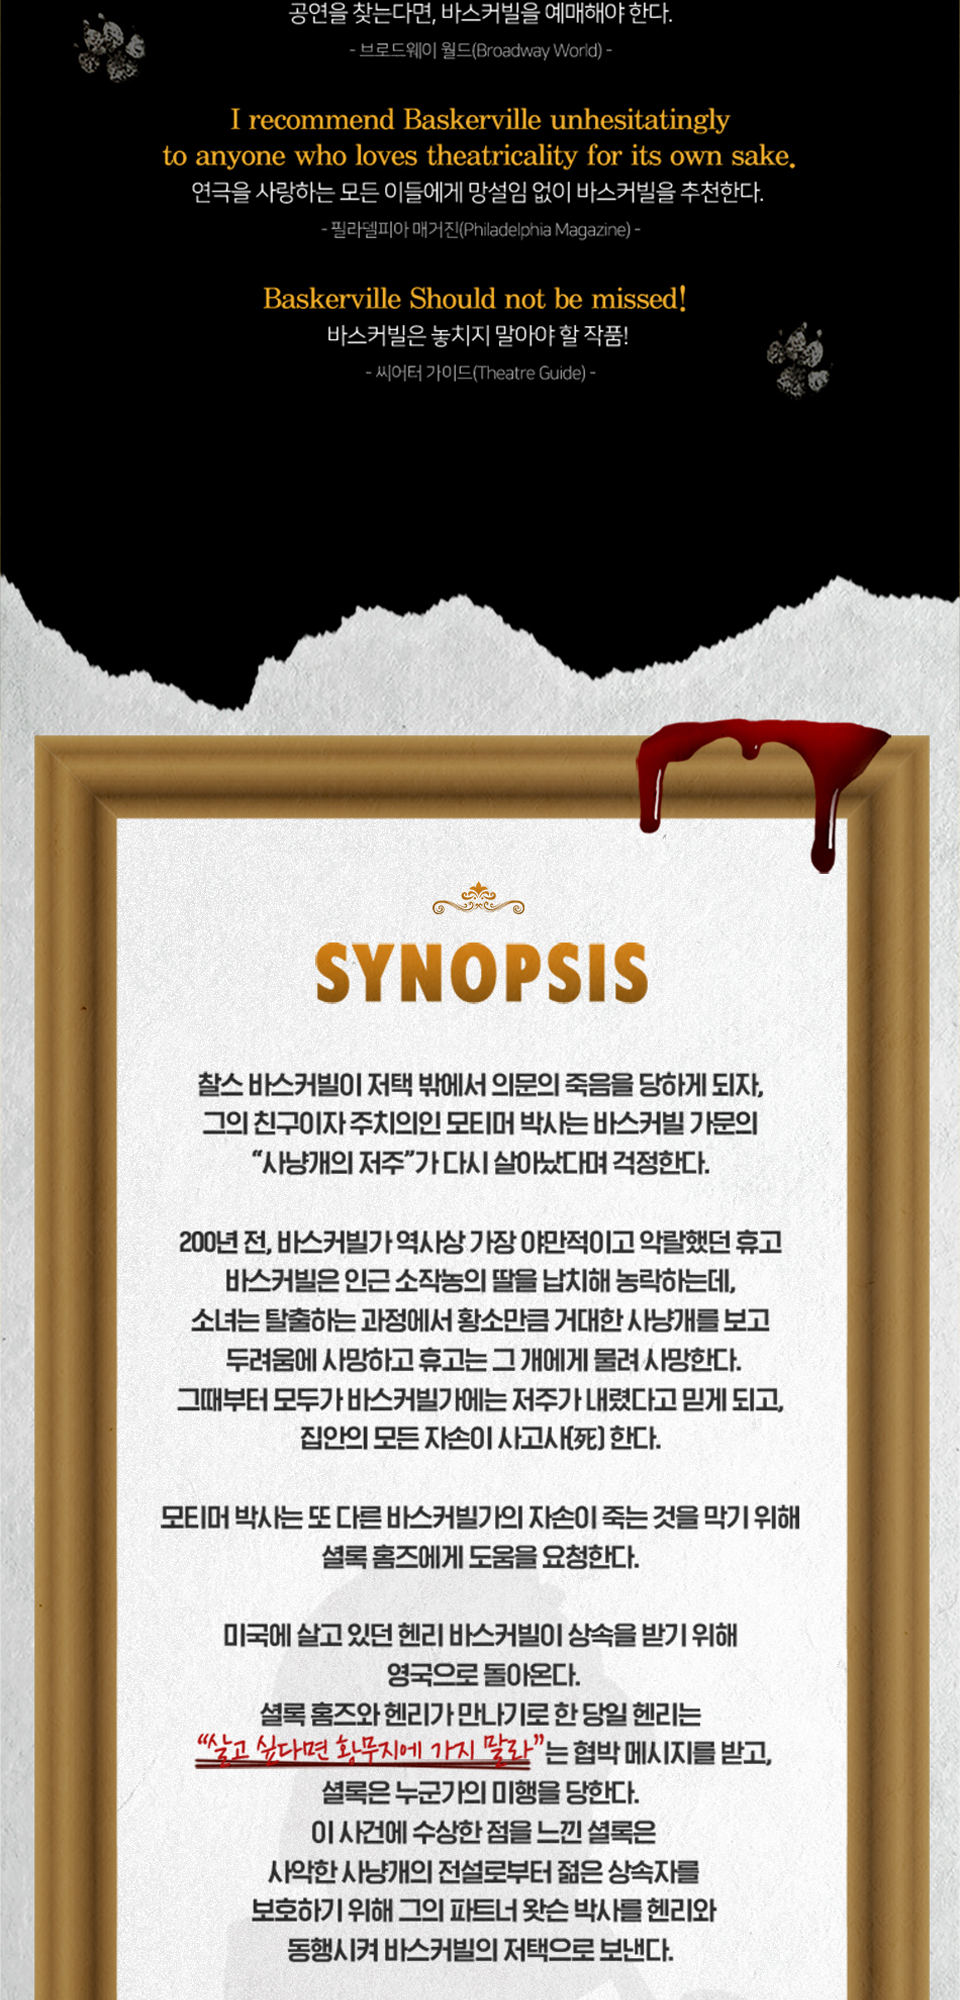 공연을 찾는다면, 바스커빌을 예매해야 한다.
- 브로드웨이 월드(Broadway World) -
I recommend Baskerville unhesitatingly
to anyone who loves theatricality for its own sake.
연극을 사랑하는 모든 이들에게 망설임 없이 바스커빌을 추천한다.
- 필라델피아 매거진(Philadelphia Magazine) -
Baskerville Should not be missed!
바스커빌은 놓치지 말아야 할 작품!
- 씨어터 가이드(Theatre Guide) -
SYNOPSIS
찰스 바스커빌이 저택 밖에서 의문의 죽음을 당하게 되자,
그의 친구이자 주치의인 모티머 박사는 바스커빌 가문의
“사냥개의 저주”가 다시 살아났다며 걱정한다.
200년 전, 바스커빌가 역사상 가장 야만적이고 악랄했던 휴고
바스커빌은 인근 소작농의 딸을 납치해 농락하는데,
소녀는 탈출하는 과정에서 황소만큼 거대한 사냥개를 보고
두려움에 사망하고 휴고는 그 개에게 물려 사망한다.
그때부터 모두가 바스커빌가에는 저주가 내렸다고 믿게 되고,
집안의 모든 자손이 사고사(死) 한다.
모티머 박사는 또 다른 바스커빌가의 자손이 죽는 것을 막기 위해
셜록 홈즈에게 도움을 요청한다.
미국에 살고 있던 헨리 바스커빌이 상속을 받기 위해
영국으로 돌아온다.
셜록 홈즈와 헨리가 만나기로 한 당일 헨리는
“살고 싶다면 황무지에 가지 말라”는 협박 메시지를 받고,
셜록은 누군가의 미행을 당한다.
이 사건에 수상한 점을 느낀 셜록은
사악한 사냥개의 전설로부터 젊은 상속자를
보호하기 위해 그의 파트너 왓슨 박사를 헨리와
동행시켜 바스커빌의 저택으로 보낸다.